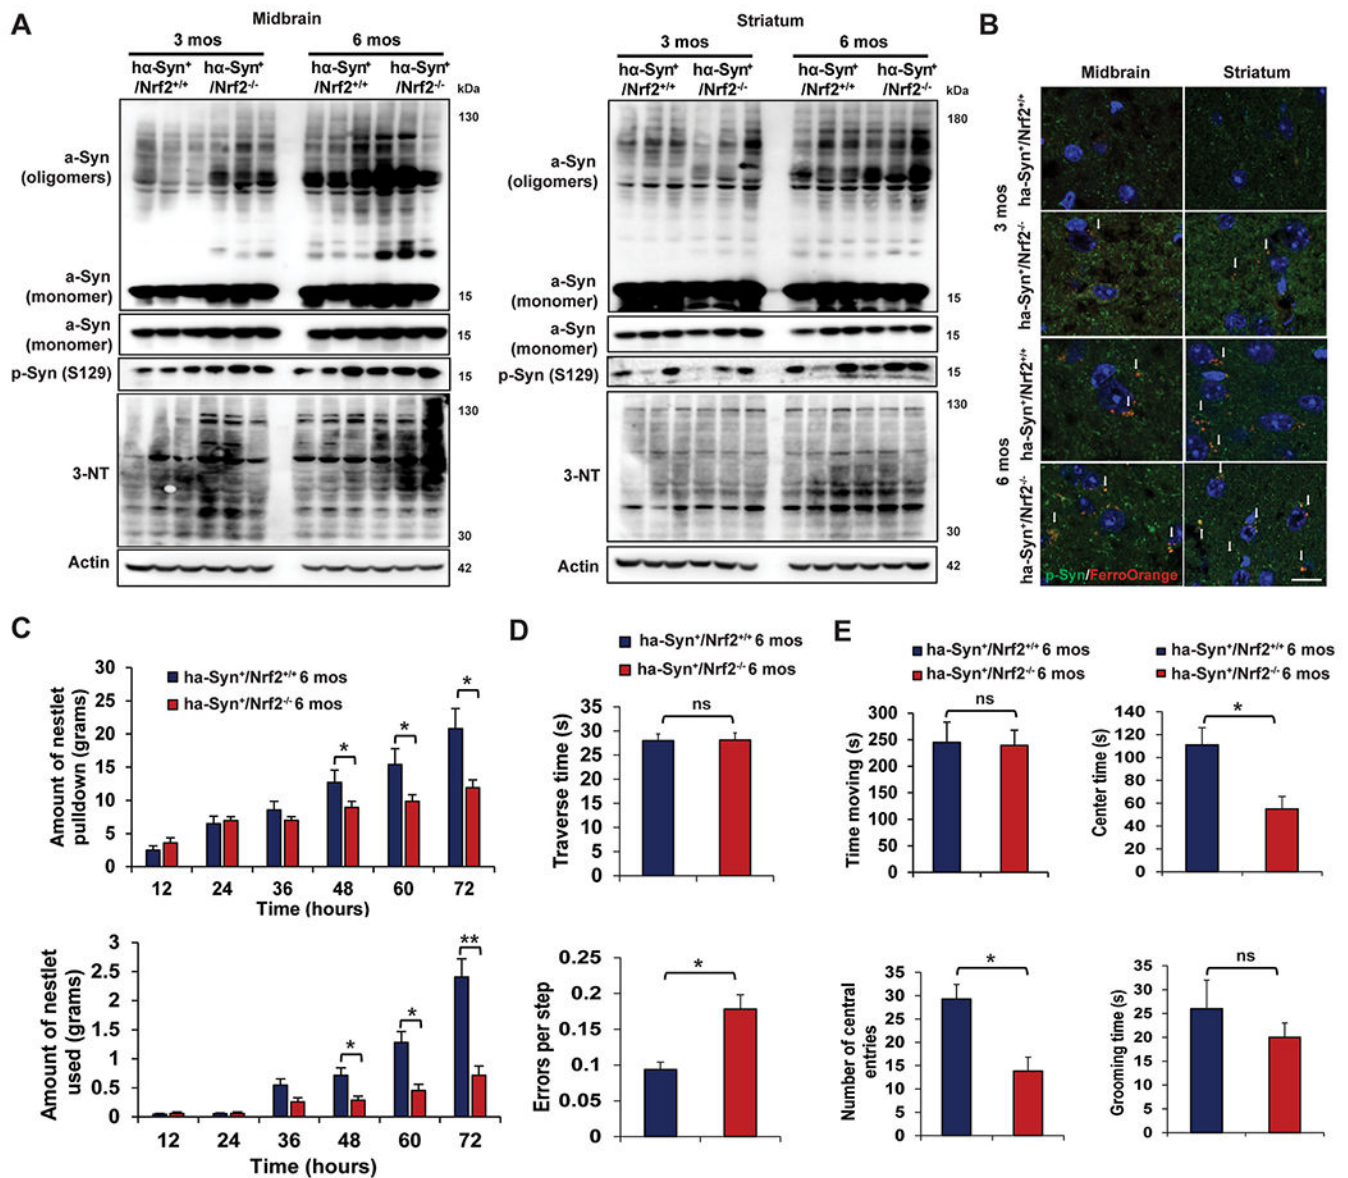 A
Midbrain
3 mos
6 mos
hα-Syn⁺
/Nrf2⁺/⁺
hα-Syn⁺
/Nrf2⁻/⁻
hα-Syn⁺
/Nrf2⁺/⁺
hα-Syn⁺
/Nrf2⁻/⁻
kDa
130
a-Syn
(oligomers)
a-Syn
(monomer)
15
a-Syn
(monomer)
15
p-Syn (S129)
15
130
3-NT
30
Actin
42
Striatum
3 mos
6 mos
hα-Syn⁺
/Nrf2⁺/⁺
hα-Syn⁺
/Nrf2⁻/⁻
hα-Syn⁺
/Nrf2⁺/⁺
hα-Syn⁺
/Nrf2⁻/⁻
kDa
180
a-Syn
(oligomers)
a-Syn
(monomer)
15
a-Syn
(monomer)
15
p-Syn (S129)
15
130
3-NT
30
Actin
42
B
Midbrain
Striatum
3 mos
6 mos
ha-Syn⁺/Nrf2⁺/⁺
ha-Syn⁺/Nrf2⁻/⁻
ha-Syn⁺/Nrf2⁺/⁺
ha-Syn⁺/Nrf2⁻/⁻
p-Syn/FerroOrange
C
ha-Syn⁺/Nrf2⁺/⁺ 6 mos
ha-Syn⁺/Nrf2⁻/⁻ 6 mos
Amount of nestlet
pulldown (grams)
30
25
20
15
10
5
0
*
*
*
12 24 36 48 60 72
Time (hours)
Amount of nestlet
used (grams)
3
2.5
2
1.5
1
0.5
0
*
*
**
12 24 36 48 60 72
Time (hours)
D
ha-Syn⁺/Nrf2⁺/⁺ 6 mos
ha-Syn⁺/Nrf2⁻/⁻ 6 mos
Traverse time (s)
35
30
25
20
15
10
5
0
ns
Errors per step
0.25
0.2
0.15
0.1
0.05
0
*
E
ha-Syn⁺/Nrf2⁺/⁺ 6 mos
ha-Syn⁺/Nrf2⁻/⁻ 6 mos
Time moving (s)
300
250
200
150
100
50
0
ns
ha-Syn⁺/Nrf2⁺/⁺ 6 mos
ha-Syn⁺/Nrf2⁻/⁻ 6 mos
Center time (s)
140
120
100
80
60
40
20
0
*
Number of central
entries
35
30
25
20
15
10
5
0
*
Grooming time (s)
35
30
25
20
15
10
5
0
ns